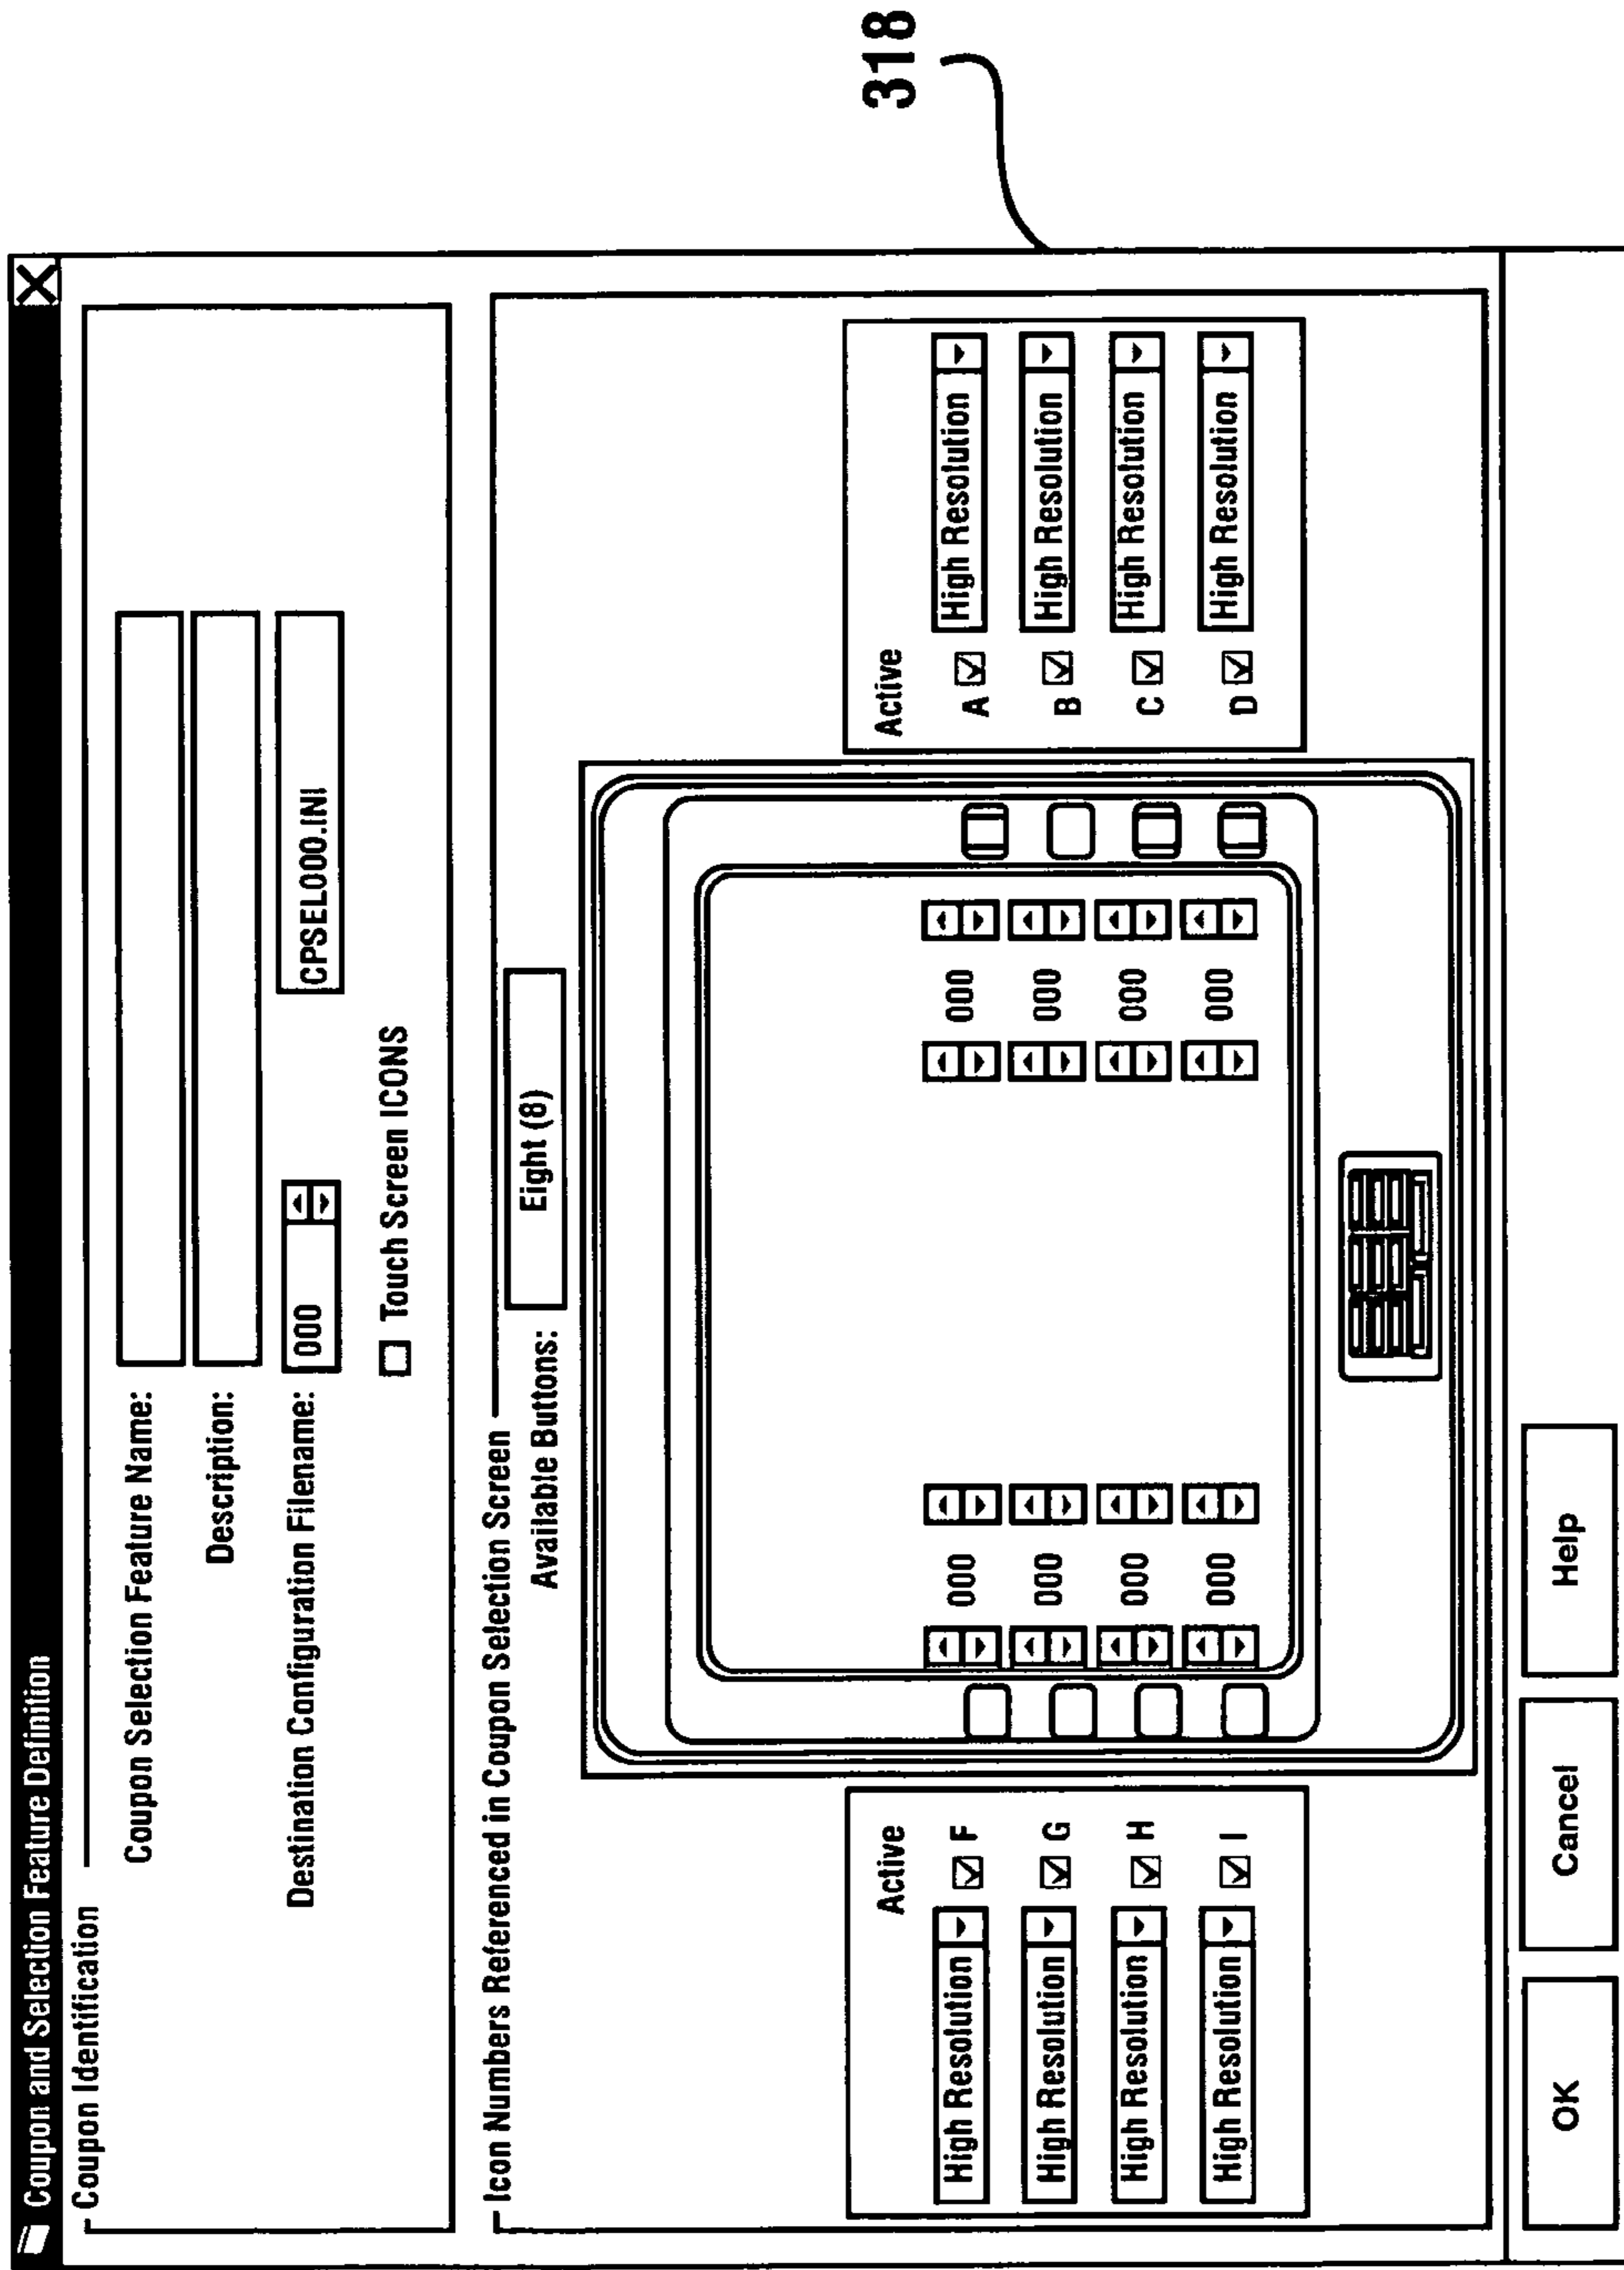 Coupon and Selection Feature Definition
Coupon Identification
Coupon Selection Feature Name:
Description:
Destination Configuration Filename: 000 CPSEL000.INI
Touch Screen ICONS
Icon Numbers Referenced in Coupon Selection Screen
Available Buttons: Eight (8)
Active Active
High Resolution F 000 000 A High Resolution
High Resolution G 000 000 B High Resolution
High Resolution H 000 000 C High Resolution
High Resolution I 000 000 D High Resolution
OK Cancel Help
318